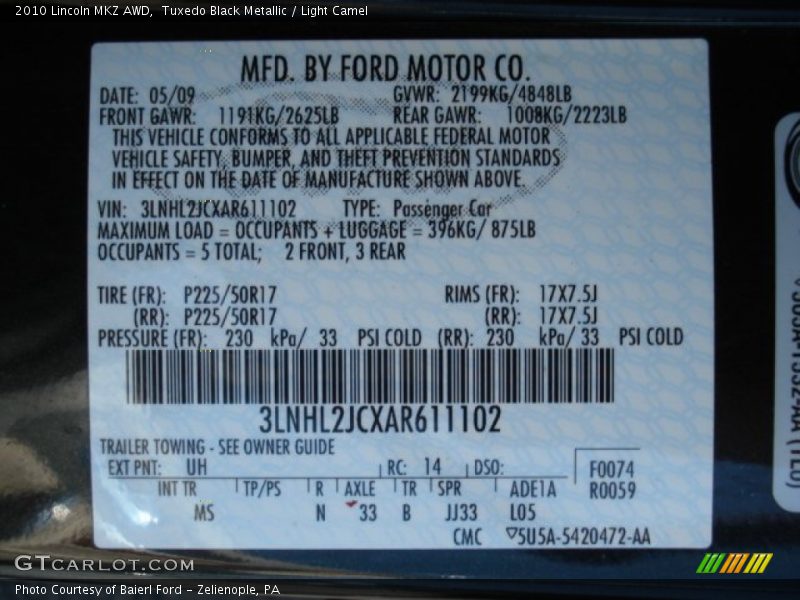 2010 Lincoln MKZ AWD,  Tuxedo Black Metallic / Light Camel
MFD. BY FORD MOTOR CO.
DATE: 05/09 GVWR: 2199KG/4848LB
FRONT GAWR: 1191KG/2625LB REAR GAWR: 1008KG/2223LB
THIS VEHICLE CONFORMS TO ALL APPLICABLE FEDERAL MOTOR
VEHICLE SAFETY, BUMPER, AND THEFT PREVENTION STANDARDS
IN EFFECT ON THE DATE OF MANUFACTURE SHOWN ABOVE.
VIN: 3LNHL2JCXAR611102 TYPE: Passenger Car
MAXIMUM LOAD = OCCUPANTS + LUGGAGE = 396KG/ 875LB
OCCUPANTS = 5 TOTAL; 2 FRONT, 3 REAR
TIRE (FR): P225/50R17 RIMS (FR): 17X7.5J
(RR): P225/50R17 (RR): 17X7.5J
PRESSURE (FR): 230 kPa/ 33 PSI COLD (RR): 230 kPa/ 33 PSI COLD
3LNHL2JCXAR611102
TRAILER TOWING - SEE OWNER GUIDE
EXT PNT: UH RC: 14 DSO: F0074
INT TR TP/PS R AXLE TR SPR ADE1A R0059
MS N 33 B JJ33 L05
CMC ▽5U5A-5420472-AA
GTCARLOT.COM
Photo Courtesy of Baierl Ford - Zelienople, PA